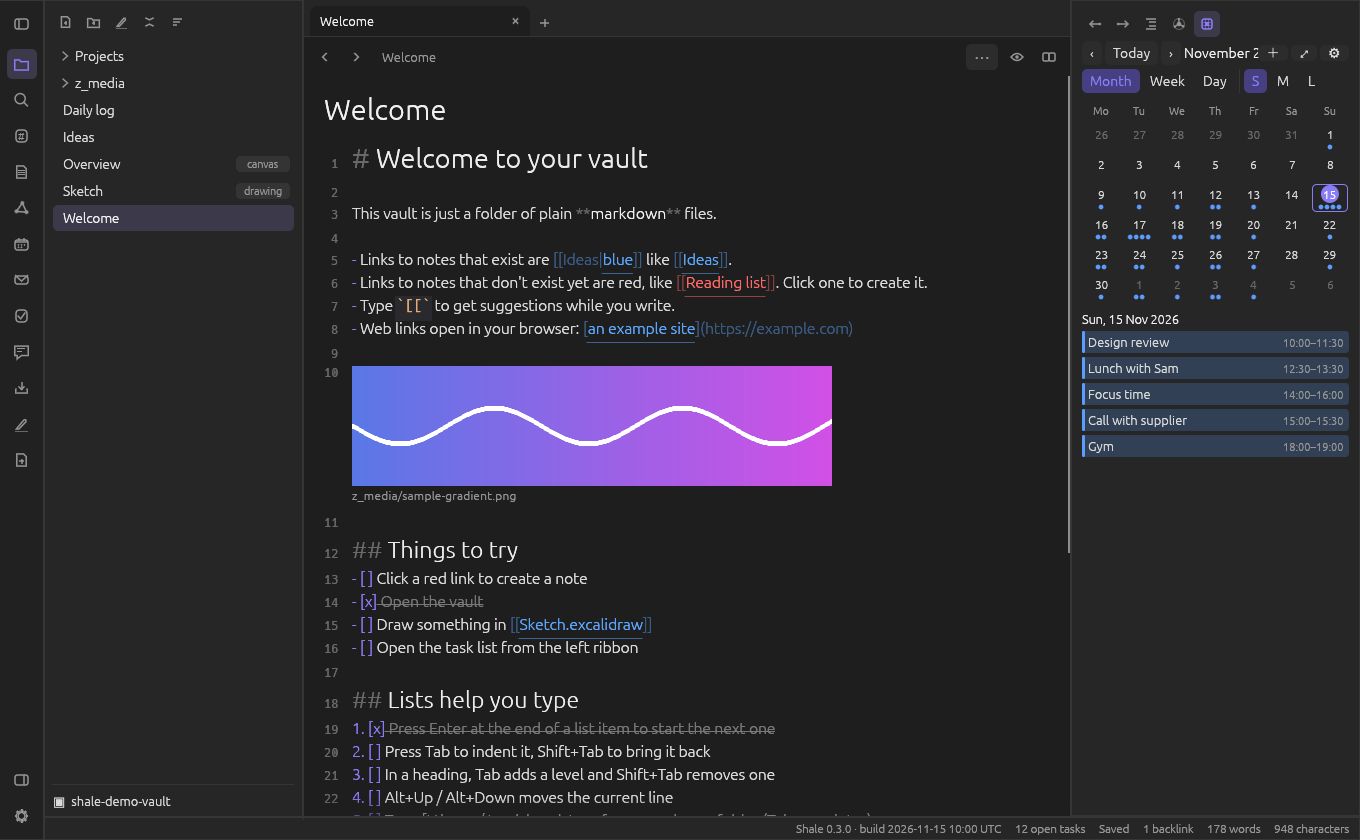 Projects
z_media
Daily log
Ideas
Overview canvas
Sketch drawing
Welcome
shale-demo-vault
Welcome × +
Welcome
Welcome
1 # Welcome to your vault
2
3 This vault is just a folder of plain **markdown** files.
4
5 - Links to notes that exist are [[Ideas|blue]] like [[Ideas]].
6 - Links to notes that don't exist yet are red, like [[Reading list]]. Click one to create it.
7 - Type `[[` to get suggestions while you write.
8 - Web links open in your browser: [an example site](https://example.com)
9
10
z_media/sample-gradient.png
11
12 ## Things to try
13 - [ ] Click a red link to create a note
14 - [x] Open the vault
15 - [ ] Draw something in [[Sketch.excalidraw]]
16 - [ ] Open the task list from the left ribbon
17
18 ## Lists help you type
19 1. [x] Press Enter at the end of a list item to start the next one
20 2. [ ] Press Tab to indent it, Shift+Tab to bring it back
21 3. [ ] In a heading, Tab adds a level and Shift+Tab removes one
22 4. [ ] Alt+Up / Alt+Down moves the current line
‹ Today › November 2 +
Month Week Day S M L
Mo Tu We Th Fr Sa Su
26 27 28 29 30 31 1
2 3 4 5 6 7 8
9 10 11 12 13 14 15
16 17 18 19 20 21 22
23 24 25 26 27 28 29
30 1 2 3 4 5 6
Sun, 15 Nov 2026
Design review 10:00–11:30
Lunch with Sam 12:30–13:30
Focus time 14:00–16:00
Call with supplier 15:00–15:30
Gym 18:00–19:00
Shale 0.3.0 · build 2026-11-15 10:00 UTC 12 open tasks Saved 1 backlink 178 words 948 characters